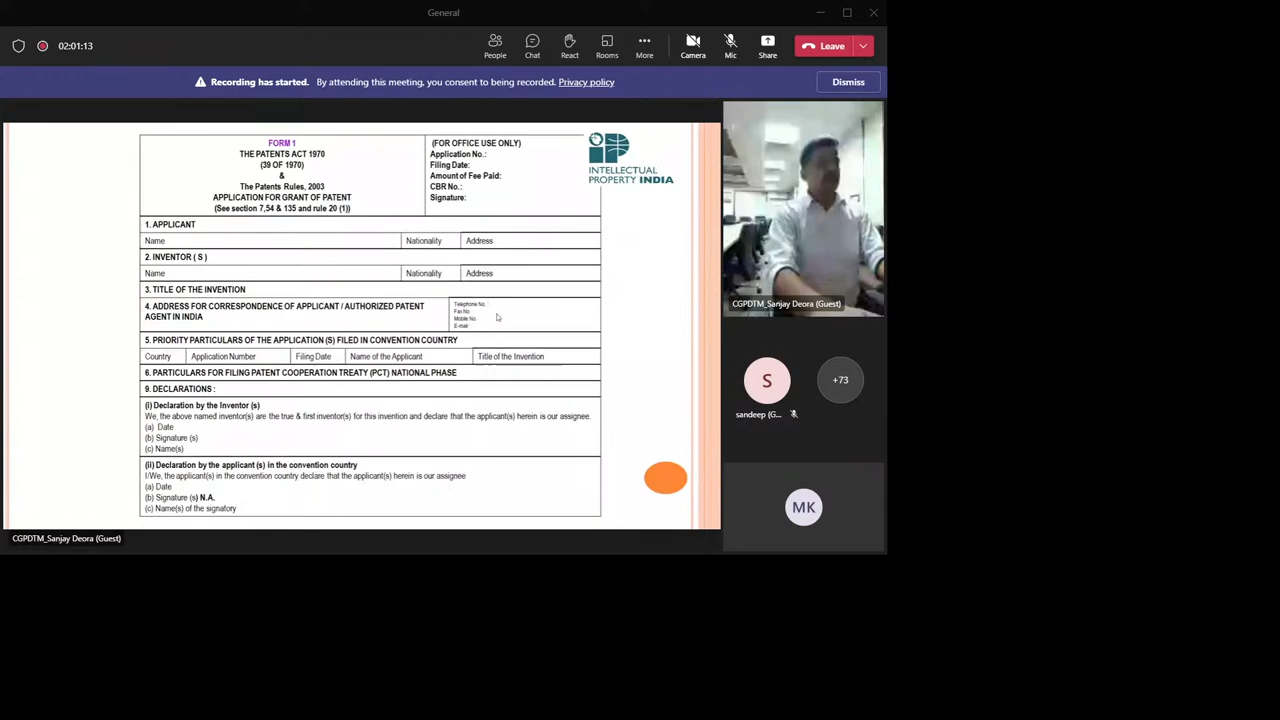 General
02:01:13
People
Chat
React
Rooms
More
Camera
Mic
Share
Leave
Recording has started. By attending this meeting, you consent to being recorded. Privacy policy
Dismiss
FORM 1
THE PATENTS ACT 1970
(39 OF 1970)
&
The Patents Rules, 2003
APPLICATION FOR GRANT OF PATENT
(See section 7,54 & 135 and rule 20 (1))
(FOR OFFICE USE ONLY)
Application No.:
Filing Date:
Amount of Fee Paid:
CBR No.:
Signature:
iP
INTELLECTUAL
PROPERTY INDIA
1. APPLICANT
Name Nationality Address
2. INVENTOR ( S )
Name Nationality Address
3. TITLE OF THE INVENTION
4. ADDRESS FOR CORRESPONDENCE OF APPLICANT / AUTHORIZED PATENT
AGENT IN INDIA
Telephone No.:
Fax No
Mobile No.
E-mail
5. PRIORITY PARTICULARS OF THE APPLICATION (S) FILED IN CONVENTION COUNTRY
Country Application Number Filing Date Name of the Applicant Title of the Invention
6. PARTICULARS FOR FILING PATENT COOPERATION TREATY (PCT) NATIONAL PHASE
9. DECLARATIONS :
(i) Declaration by the Inventor (s)
We, the above named inventor(s) are the true & first inventor(s) for this invention and declare that the applicant(s) herein is our assignee.
(a) Date
(b) Signature (s)
(c) Name(s)
(ii) Declaration by the applicant (s) in the convention country
I/We, the applicant(s) in the convention country declare that the applicant(s) herein is our assignee
(a) Date
(b) Signature (s) N.A.
(c) Name(s) of the signatory
CGPDTM_Sanjay Deora (Guest)
S
+73
sandeep (G...
MK
CGPDTM_Sanjay Deora (Guest)